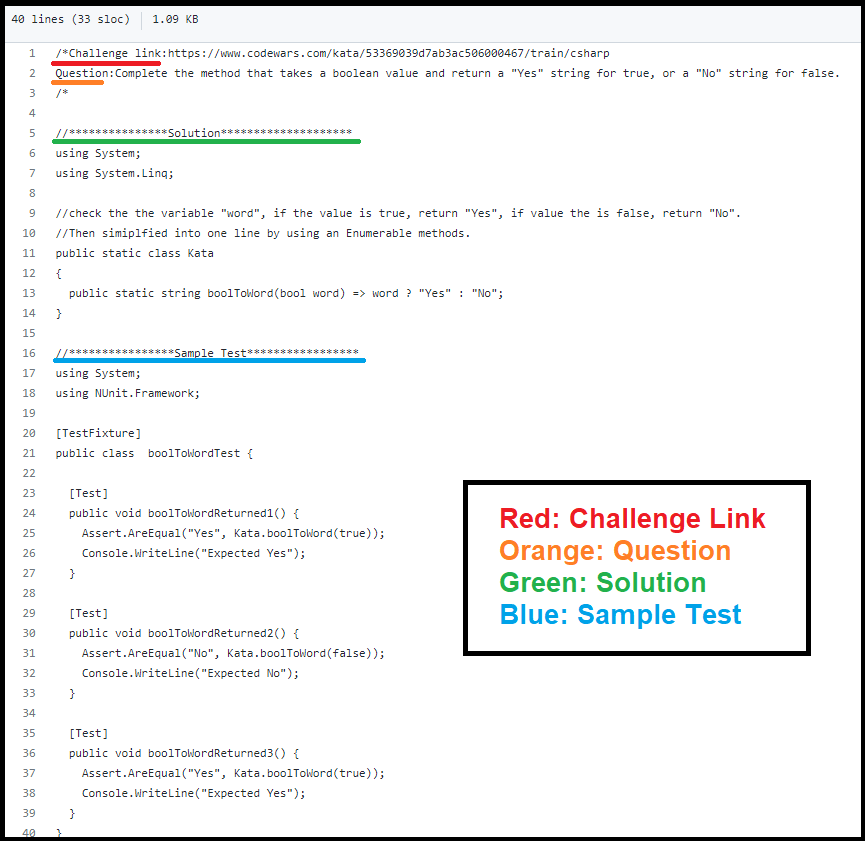 40 lines (33 sloc) 1.09 KB
1 /*Challenge link:https://www.codewars.com/kata/53369039d7ab3ac506000467/train/csharp
2 Question:Complete the method that takes a boolean value and return a "Yes" string for true, or a "No" string for false.
3 /*
4
5 //***************Solution********************
6 using System;
7 using System.Linq;
8
9 //check the the variable "word", if the value is true, return "Yes", if value the is false, return "No".
10 //Then simiplfied into one line by using an Enumerable methods.
11 public static class Kata
12 {
13   public static string boolToWord(bool word) => word ? "Yes" : "No";
14 }
15
16 //****************Sample Test*****************
17 using System;
18 using NUnit.Framework;
19
20 [TestFixture]
21 public class  boolToWordTest {
22
23   [Test]
24   public void boolToWordReturned1() {
25     Assert.AreEqual("Yes", Kata.boolToWord(true));
26     Console.WriteLine("Expected Yes");
27   }
28
29   [Test]
30   public void boolToWordReturned2() {
31     Assert.AreEqual("No", Kata.boolToWord(false));
32     Console.WriteLine("Expected No");
33   }
34
35   [Test]
36   public void boolToWordReturned3() {
37     Assert.AreEqual("Yes", Kata.boolToWord(true));
38     Console.WriteLine("Expected Yes");
39   }
40 }
Red: Challenge Link
Orange: Question
Green: Solution
Blue: Sample Test